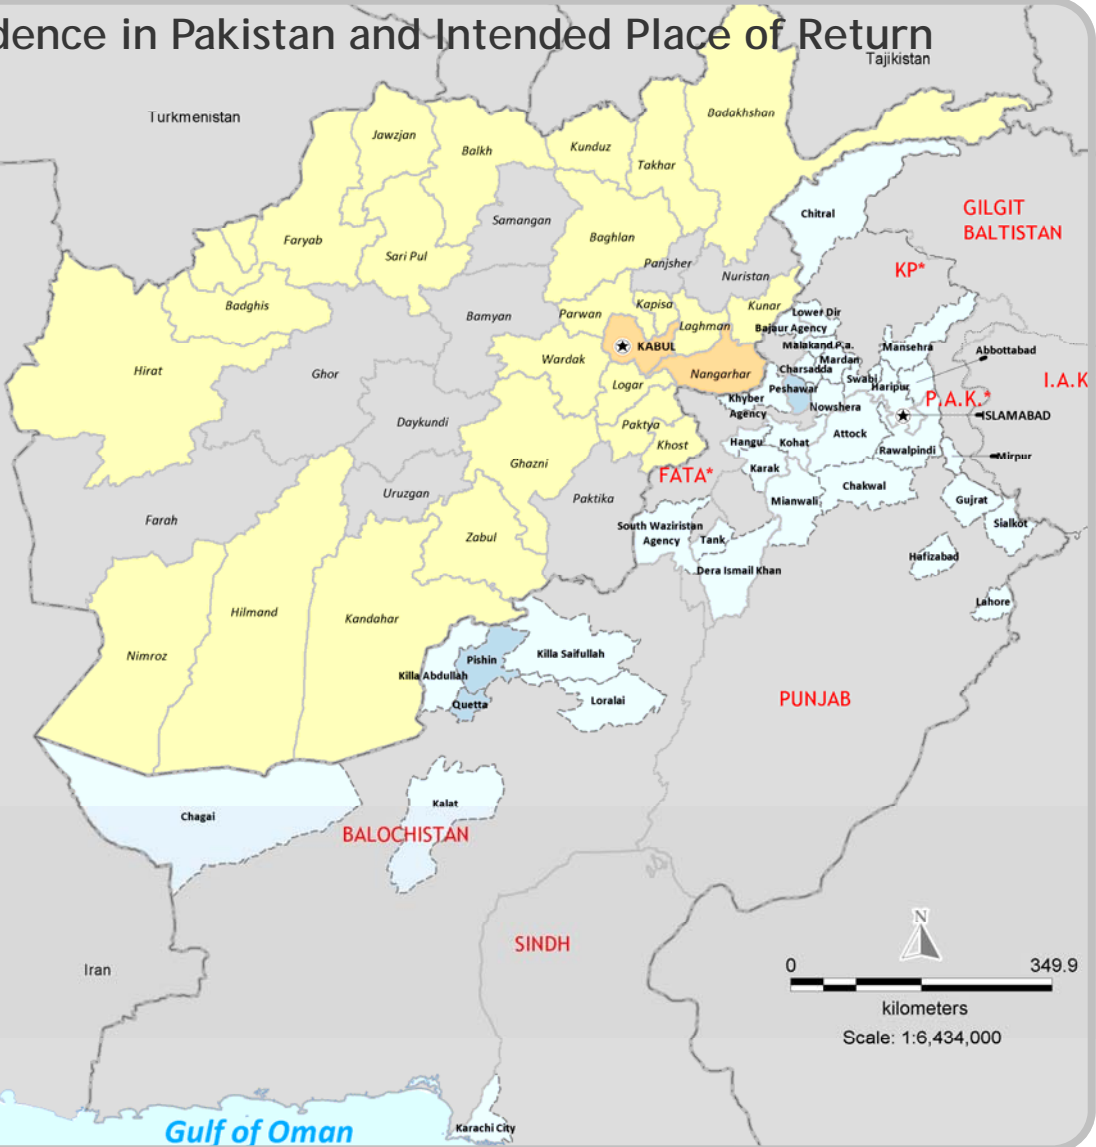 dence in Pakistan and Intended Place of Return
Tajikistan
Turkmenistan
Badakhshan
Jawzjan
Balkh
Kunduz
Takhar
Samangan
Chitral
GILGIT
BALTISTAN
Faryab
Sari Pul
Baghlan
Panjsher
Nuristan
KP*
Badghis
Bamyan
Parwan
Kapisa
Kunar
Laghman
Lower Dir
Bajaur Agency
KABUL
Malakand P.a.
Mansehra
Abbottabad
Hirat
Ghor
Wardak
Nangarhar
Mardan
Charsadda
Swabi
Haripur
I.A.K
Logar
Peshawar
Khyber
Agency
Nowshera
P.A.K.*
ISLAMABAD
Daykundi
Paktya
Khost
Hangu
Kohat
Attock
Rawalpindi
Mirpur
Ghazni
FATA*
Karak
Uruzgan
Paktika
Mianwali
Chakwal
Gujrat
Farah
South Waziristan
Agency
Tank
Sialkot
Zabul
Hafizabad
Dera Ismail Khan
Lahore
Hilmand
Kandahar
Nimroz
Pishin
Killa Saifullah
Killa Abdullah
Quetta
Loralai
PUNJAB
Chagai
Kalat
BALOCHISTAN
SINDH
N
Iran
0 349.9
kilometers
Scale: 1:6,434,000
Gulf of Oman
Karachi City